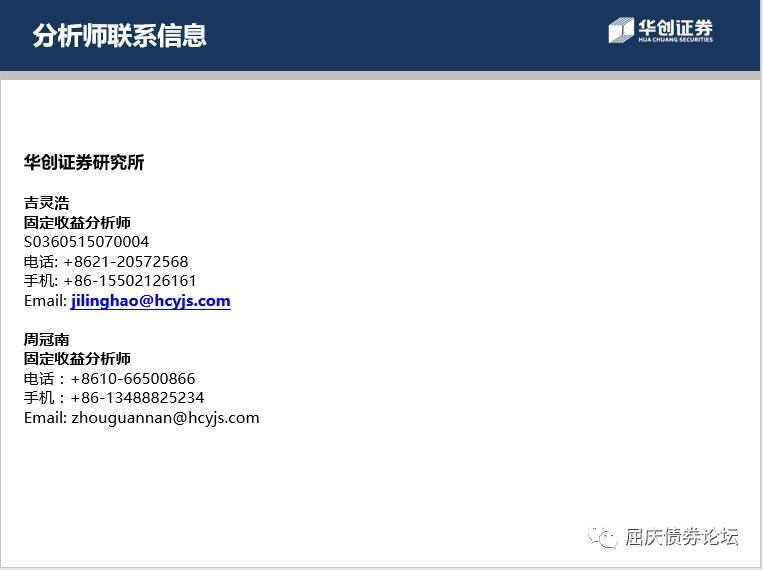 分析师联系信息
华创证券
HUA CHUANG SECURITIES
华创证券研究所
吉灵浩
固定收益分析师
S0360515070004
电话: +8621-20572568
手机: +86-15502126161
Email: jilinghao@hcyjs.com
周冠南
固定收益分析师
电话：+8610-66500866
手机：+86-13488825234
Email: zhouguannan@hcyjs.com
屈庆债券论坛